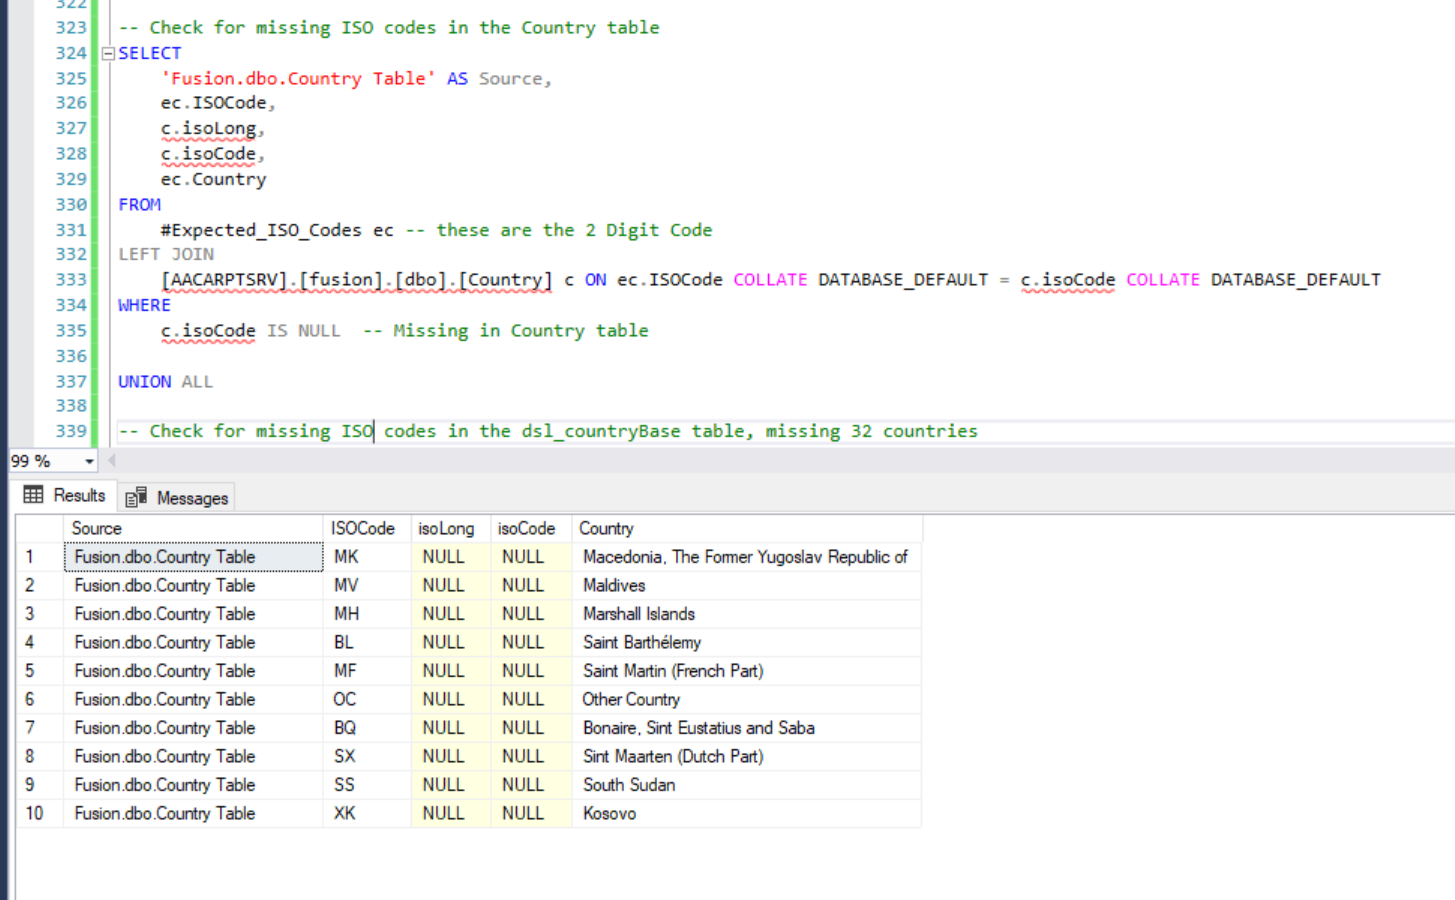 322
323 -- Check for missing ISO codes in the Country table
324 SELECT
325 'Fusion.dbo.Country Table' AS Source,
326 ec.ISOCode,
327 c.isoLong,
328 c.isoCode,
329 ec.Country
330 FROM
331 #Expected_ISO_Codes ec -- these are the 2 Digit Code
332 LEFT JOIN
333 [AACARPTSRV].[fusion].[dbo].[Country] c ON ec.ISOCode COLLATE DATABASE_DEFAULT = c.isoCode COLLATE DATABASE_DEFAULT
334 WHERE
335 c.isoCode IS NULL -- Missing in Country table
336
337 UNION ALL
338
339 -- Check for missing ISO codes in the dsl_countryBase table, missing 32 countries
99 %
Results Messages
Source ISOCode isoLong isoCode Country
1 Fusion.dbo.Country Table MK NULL NULL Macedonia, The Former Yugoslav Republic of
2 Fusion.dbo.Country Table MV NULL NULL Maldives
3 Fusion.dbo.Country Table MH NULL NULL Marshall Islands
4 Fusion.dbo.Country Table BL NULL NULL Saint Barthélemy
5 Fusion.dbo.Country Table MF NULL NULL Saint Martin (French Part)
6 Fusion.dbo.Country Table OC NULL NULL Other Country
7 Fusion.dbo.Country Table BQ NULL NULL Bonaire, Sint Eustatius and Saba
8 Fusion.dbo.Country Table SX NULL NULL Sint Maarten (Dutch Part)
9 Fusion.dbo.Country Table SS NULL NULL South Sudan
10 Fusion.dbo.Country Table XK NULL NULL Kosovo